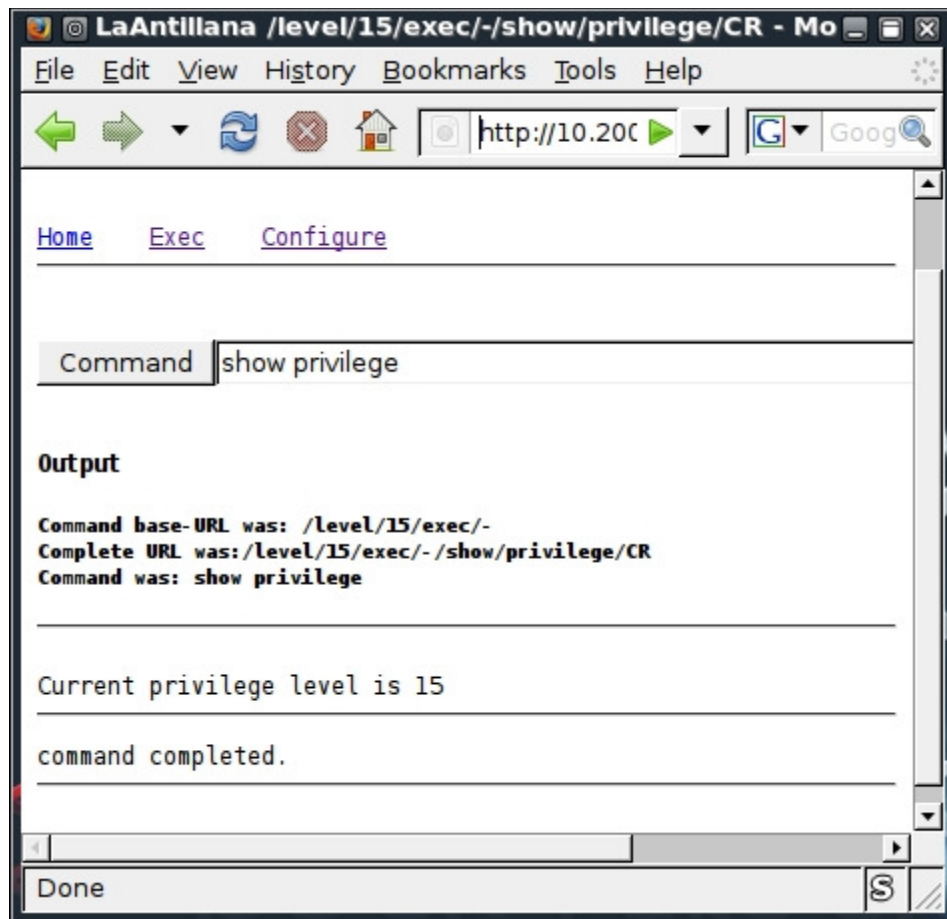 LaAntillana /level/15/exec/-/show/privilege/CR - Mo
File Edit View History Bookmarks Tools Help
http://10.200 G Goog
Home Exec Configure
Command show privilege
Output
Command base-URL was: /level/15/exec/-
Complete URL was:/level/15/exec/-/show/privilege/CR
Command was: show privilege
Current privilege level is 15
command completed.
Done S